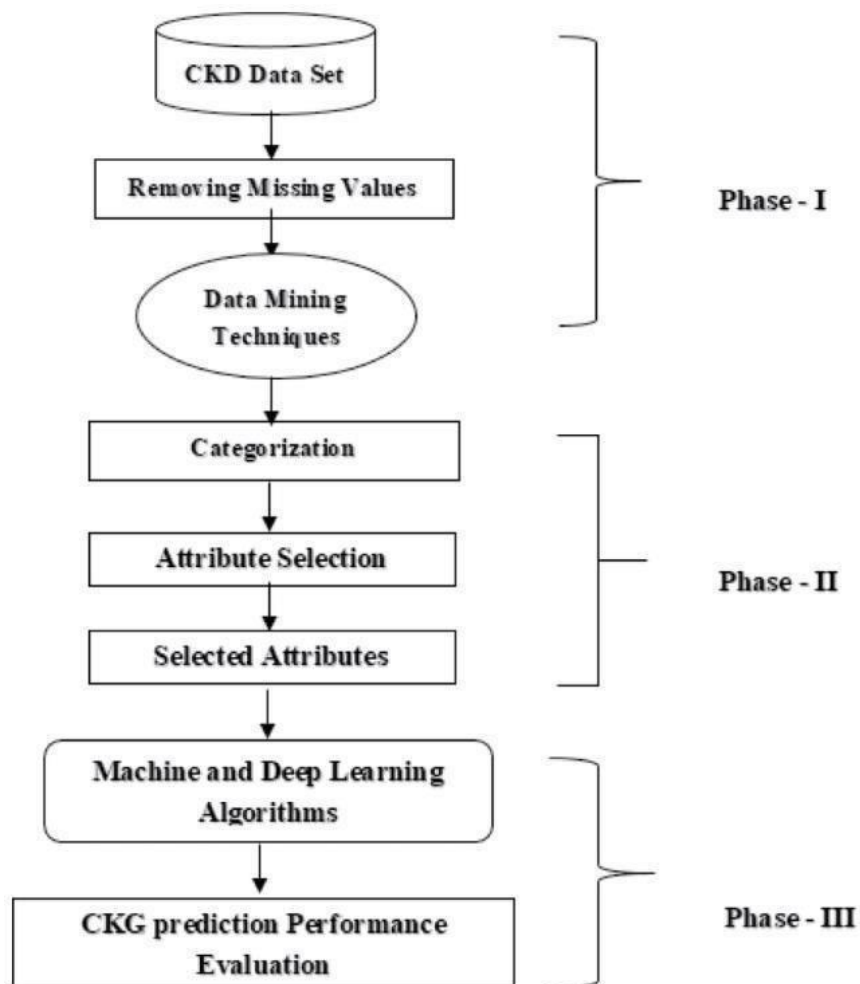 CKD Data Set
Removing Missing Values
Phase - I
Data Mining
Techniques
Categorization
Attribute Selection
Phase - II
Selected Attributes
Machine and Deep Learning
Algorithms
CKG prediction Performance
Evaluation
Phase - III